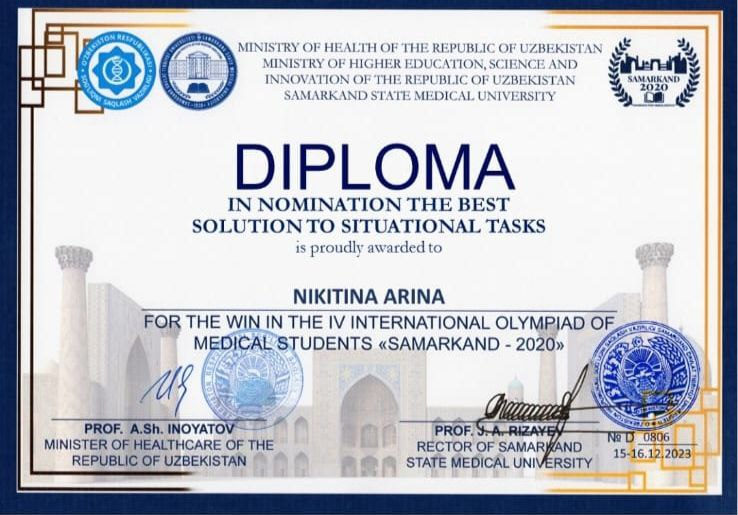 MINISTRY OF HEALTH OF THE REPUBLIC OF UZBEKISTAN
MINISTRY OF HIGHER EDUCATION, SCIENCE AND
INNOVATION OF THE REPUBLIC OF UZBEKISTAN
SAMARKAND STATE MEDICAL UNIVERSITY
SAMARKAND
2020
DIPLOMA
IN NOMINATION THE BEST
SOLUTION TO SITUATIONAL TASKS
is proudly awarded to
NIKITINA ARINA
FOR THE WIN IN THE IV INTERNATIONAL OLYMPIAD OF
MEDICAL STUDENTS «SAMARKAND - 2020»
PROF. A.Sh. INOYATOV
MINISTER OF HEALTHCARE OF THE
REPUBLIC OF UZBEKISTAN
PROF. S. A. RIZAYEV
RECTOR OF SAMARKAND
STATE MEDICAL UNIVERSITY
№ D 0806
15-16.12.2023